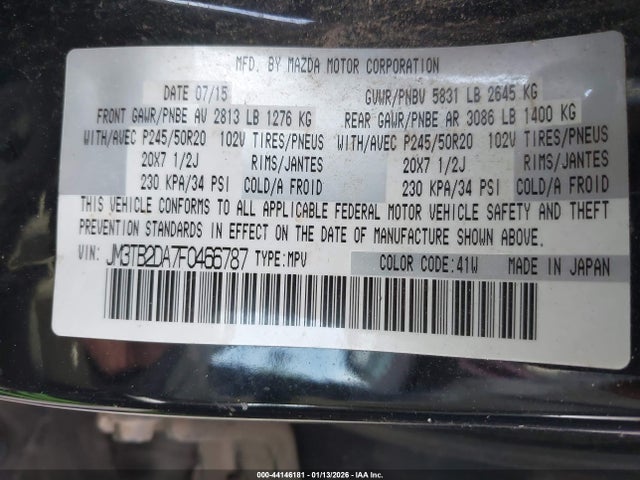 MFD. BY MAZDA MOTOR CORPORATION
DATE 07/15 GVWR/PNBV 5831 LB 2645 KG
FRONT GAWR/PNBE AV 2813 LB 1276 KG REAR GAWR/PNBE AR 3086 LB 1400 KG
WITH/AVEC P245/50R20 102V TIRES/PNEUS WITH/AVEC P245/50R20 102V TIRES/PNEUS
20X7 1/2J RIMS/JANTES 20X7 1/2J RIMS/JANTES
230 KPA/34 PSI COLD/A FROID 230 KPA/34 PSI COLD/A FROID
THIS VEHICLE CONFORMS TO ALL APPLICABLE FEDERAL MOTOR VEHICLE SAFETY AND THEFT
PREVENTION STANDARDS IN EFFECT ON THE DATE OF MANUFACTURE SHOWN ABOVE.
VIN: JM3TB2DA7F0466787 TYPE:MPV COLOR CODE:41W MADE IN JAPAN
000-44146181 - 01/13/2026 - IAA Inc.